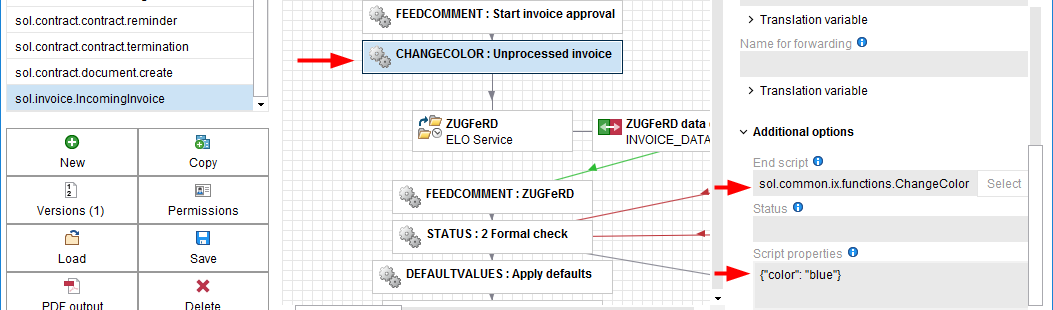 sol.contract.contract.reminder
sol.contract.contract.termination
sol.contract.document.create
sol.invoice.IncomingInvoice
New
Copy
Versions (1)
Permissions
Load
Save
PDF output
Delete
FEEDCOMMENT : Start invoice approval
CHANGECOLOR : Unprocessed invoice
ZUGFeRD
ELO Service
ZUGFeRD data
INVOICE_DATA
FEEDCOMMENT : ZUGFeRD
STATUS : 2 Formal check
DEFAULTVALUES : Apply defaults
Translation variable
Name for forwarding
Translation variable
Additional options
End script
sol.common.ix.functions.ChangeColor
Select
Status
Script properties
{"color": "blue"}